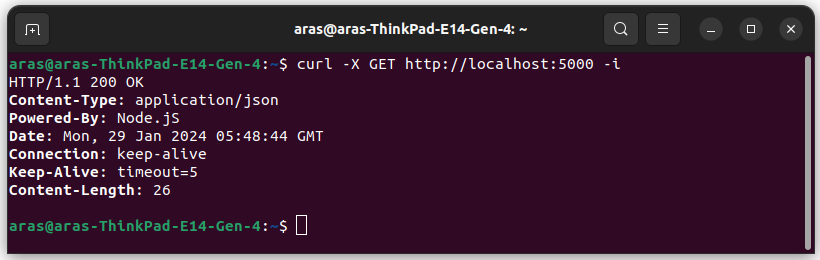 aras@aras-ThinkPad-E14-Gen-4: ~
aras@aras-ThinkPad-E14-Gen-4:~$ curl -X GET http://localhost:5000 -i
HTTP/1.1 200 OK
Content-Type: application/json
Powered-By: Node.jS
Date: Mon, 29 Jan 2024 05:48:44 GMT
Connection: keep-alive
Keep-Alive: timeout=5
Content-Length: 26
aras@aras-ThinkPad-E14-Gen-4:~$